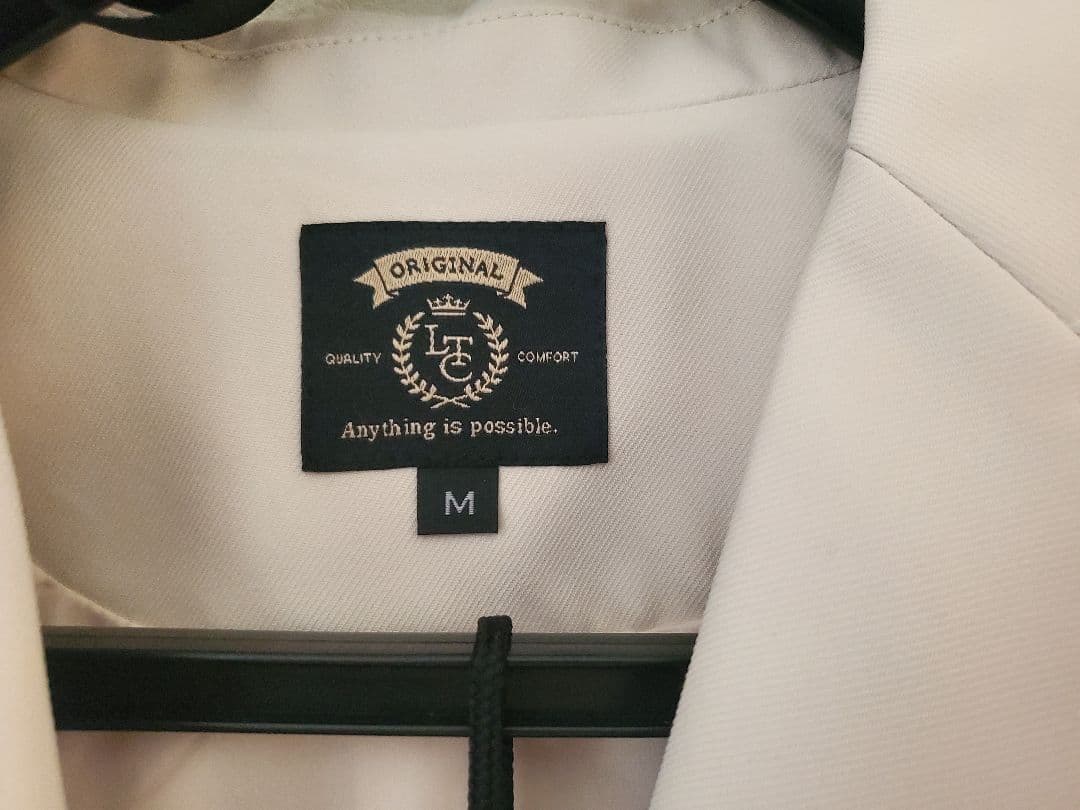 ORIGINAL
LTC
QUALITY COMFORT
Anything is possible.
M